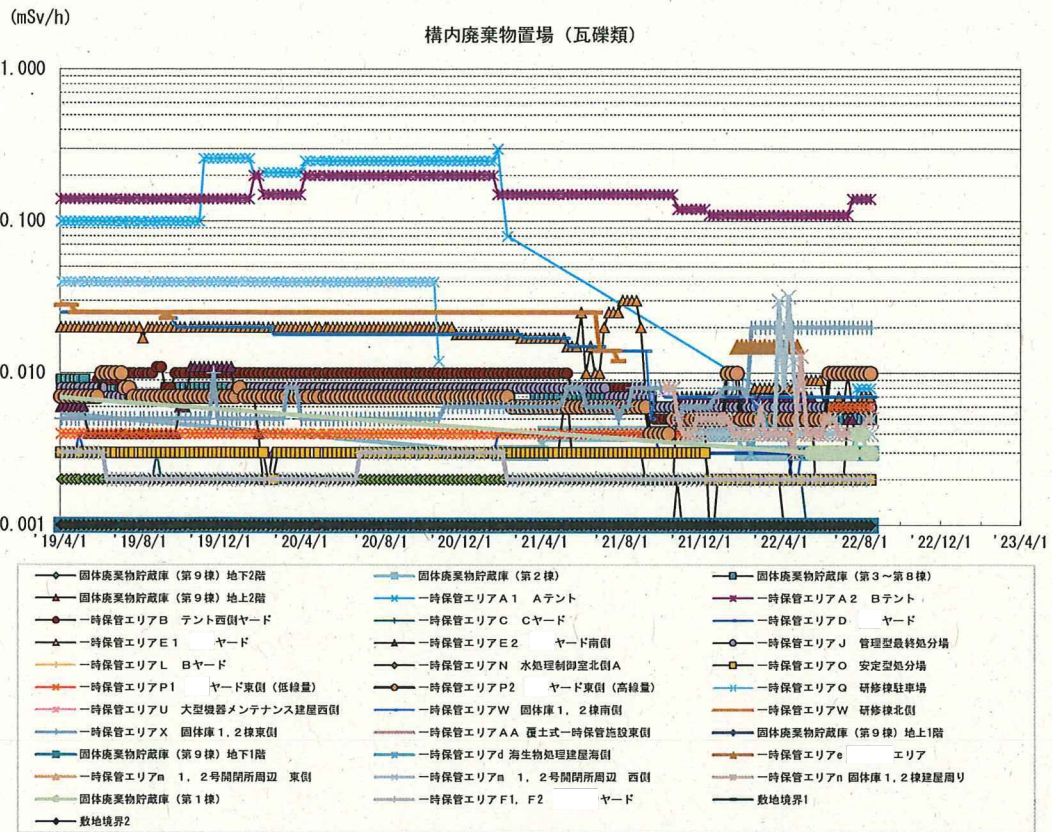 (mSv/h)
構内廃棄物置場（瓦礫類）
1.000
0.100
0.010
0.001
'19/4/1 '19/8/1 '19/12/1 '20/4/1 '20/8/1 '20/12/1 '21/4/1 '21/8/1 '21/12/1 '22/4/1 '22/8/1 '22/12/1 '23/4/1
固体廃棄物貯蔵庫（第9棟）地下2階 固体廃棄物貯蔵庫（第2棟） 固体廃棄物貯蔵庫（第3～第8棟）
固体廃棄物貯蔵庫（第9棟）地上2階 一時保管エリアA1 Aテント 一時保管エリアA2 Bテント
一時保管エリアB テント西側ヤード 一時保管エリアC Cヤード 一時保管エリアD ヤード
一時保管エリアE1 ヤード 一時保管エリアE2 ヤード南側 一時保管エリアJ 管理型最終処分場
一時保管エリアL Bヤード 一時保管エリアN 水処理制御室北側A 一時保管エリアO 安定型処分場
一時保管エリアP1 ヤード東側（低線量） 一時保管エリアP2 ヤード東側（高線量） 一時保管エリアQ 研修棟駐車場
一時保管エリアU 大型機器メンテナンス建屋西側 一時保管エリアW 固体庫1，2棟南側 一時保管エリアW 研修棟北側
一時保管エリアX 固体庫1,2棟東側 一時保管エリアAA 覆土式一時保管施設東側 固体廃棄物貯蔵庫（第9棟）地上1階
固体廃棄物貯蔵庫（第9棟）地下1階 一時保管エリアd 海生物処理建屋海側 一時保管エリアe エリア
一時保管エリアm 1，2号開閉所周辺 東側 一時保管エリアm 1，2号開閉所周辺 西側 一時保管エリアn 固体庫1,2棟建屋周り
固体廃棄物貯蔵庫（第1棟） 一時保管エリアF1，F2 ヤード 敷地境界1
敷地境界2